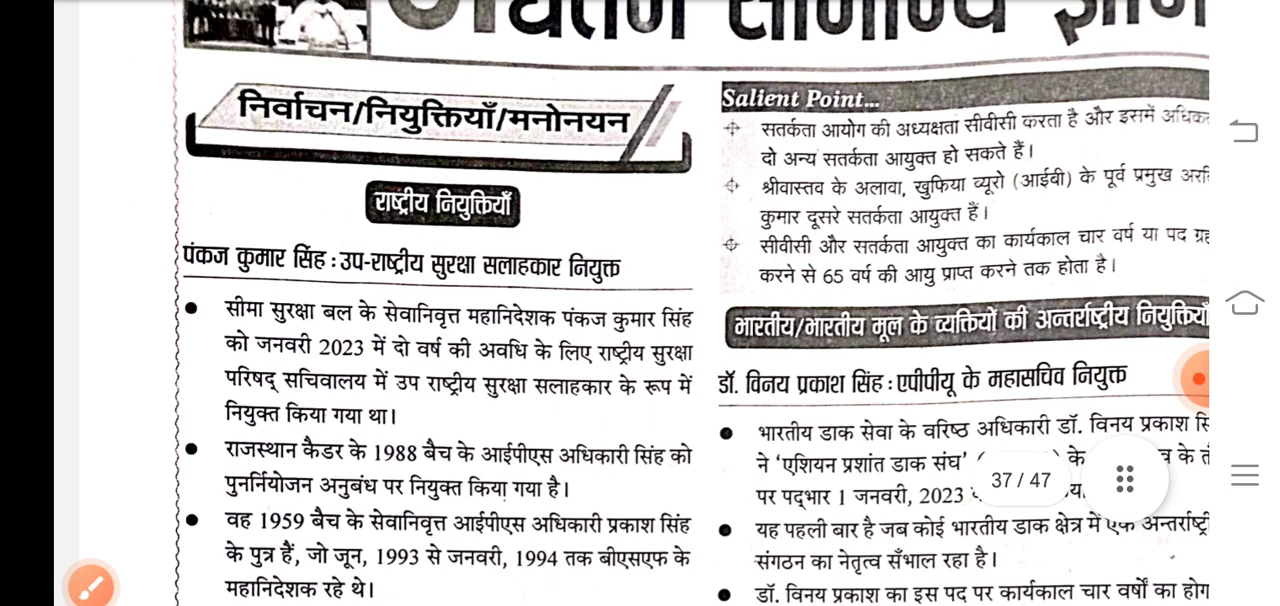 सामान्य ज्ञान
निर्वाचन/नियुक्तियाँ/मनोनयन
राष्ट्रीय नियुक्तियाँ
पंकज कुमार सिंह : उप-राष्ट्रीय सुरक्षा सलाहकार नियुक्त
● सीमा सुरक्षा बल के सेवानिवृत्त महानिदेशक पंकज कुमार सिंह
को जनवरी 2023 में दो वर्ष की अवधि के लिए राष्ट्रीय सुरक्षा
परिषद् सचिवालय में उप राष्ट्रीय सुरक्षा सलाहकार के रूप में
नियुक्त किया गया था।
● राजस्थान कैडर के 1988 बैच के आईपीएस अधिकारी सिंह को
पुनर्नियोजन अनुबंध पर नियुक्त किया गया है।
● वह 1959 बैच के सेवानिवृत्त आईपीएस अधिकारी प्रकाश सिंह
के पुत्र हैं, जो जून, 1993 से जनवरी, 1994 तक बीएसएफ के
महानिदेशक रहे थे।
Salient Point...
सतर्कता आयोग की अध्यक्षता सीवीसी करता है और इसमें
दो अन्य सतर्कता आयुक्त हो सकते हैं।
श्रीवास्तव के अलावा, खुफिया ब्यूरो (आईबी) के पूर्व प्रमुख
कुमार दूसरे सतर्कता आयुक्त हैं।
सीवीसी और सतर्कता आयुक्त का कार्यकाल चार वर्ष या पद
करने से 65 वर्ष की आयु प्राप्त करने तक होता है।
भारतीय/भारतीय मूल के व्यक्तियों की अन्तर्राष्ट्रीय
डॉ. विनय प्रकाश सिंह : एपीपीयू के महासचिव नियुक्त
● भारतीय डाक सेवा के वरिष्ठ अधिकारी डॉ. विनय प्रकाश
ने ‘एशियन प्रशांत डाक संघ’ के के
पर पद्भार 1 जनवरी, 2023
37 / 47
● यह पहली बार है जब कोई भारतीय डाक क्षेत्र में एक
संगठन का नेतृत्व सँभाल रहा है।
● डॉ. विनय प्रकाश का इस पद पर कार्यकाल चार वर्षों का